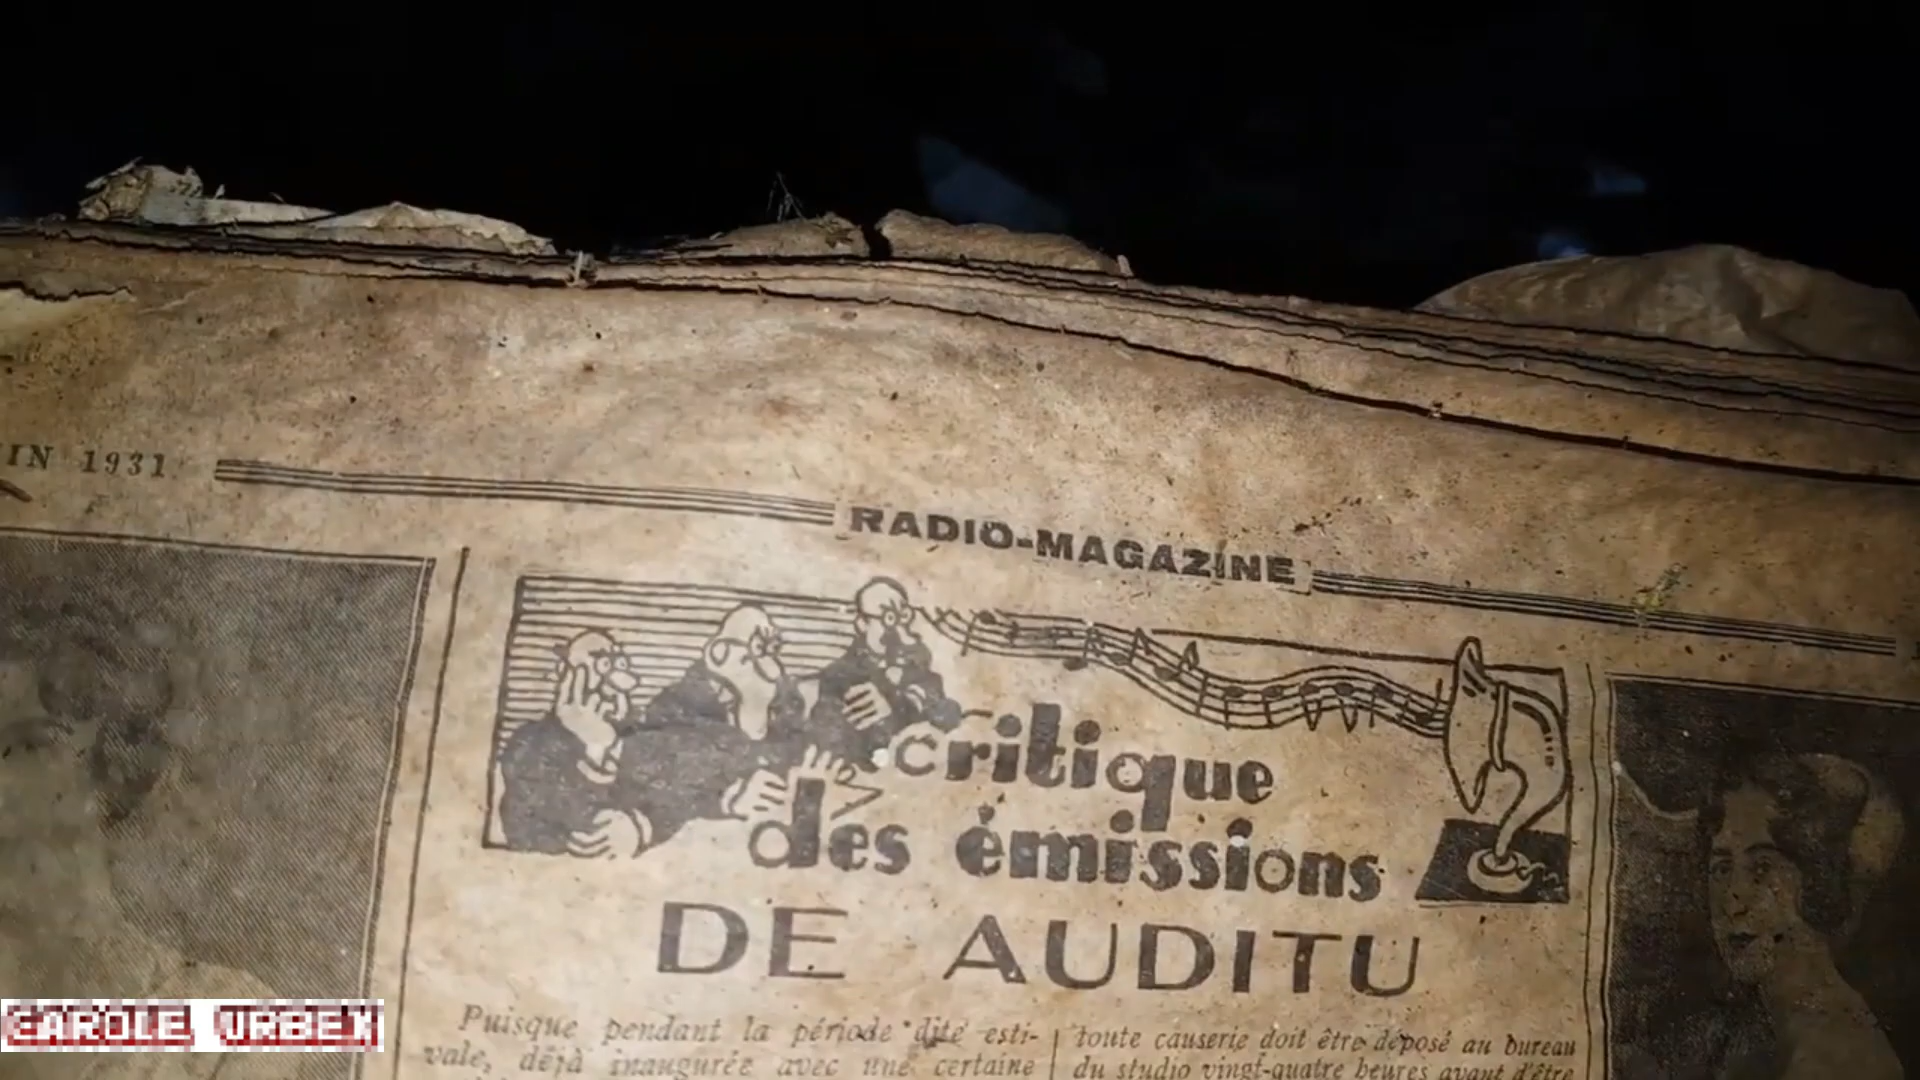 IN 1931
RADIO-MAGAZINE
critique
des émissions
DE AUDITU
Puisque pendant la période dite esti-
vale, déjà inaugurée avec une certaine
toute causerie doit être déposé au bureau
du studio vingt-quatre heures avant d'être
CAROLE URBEX